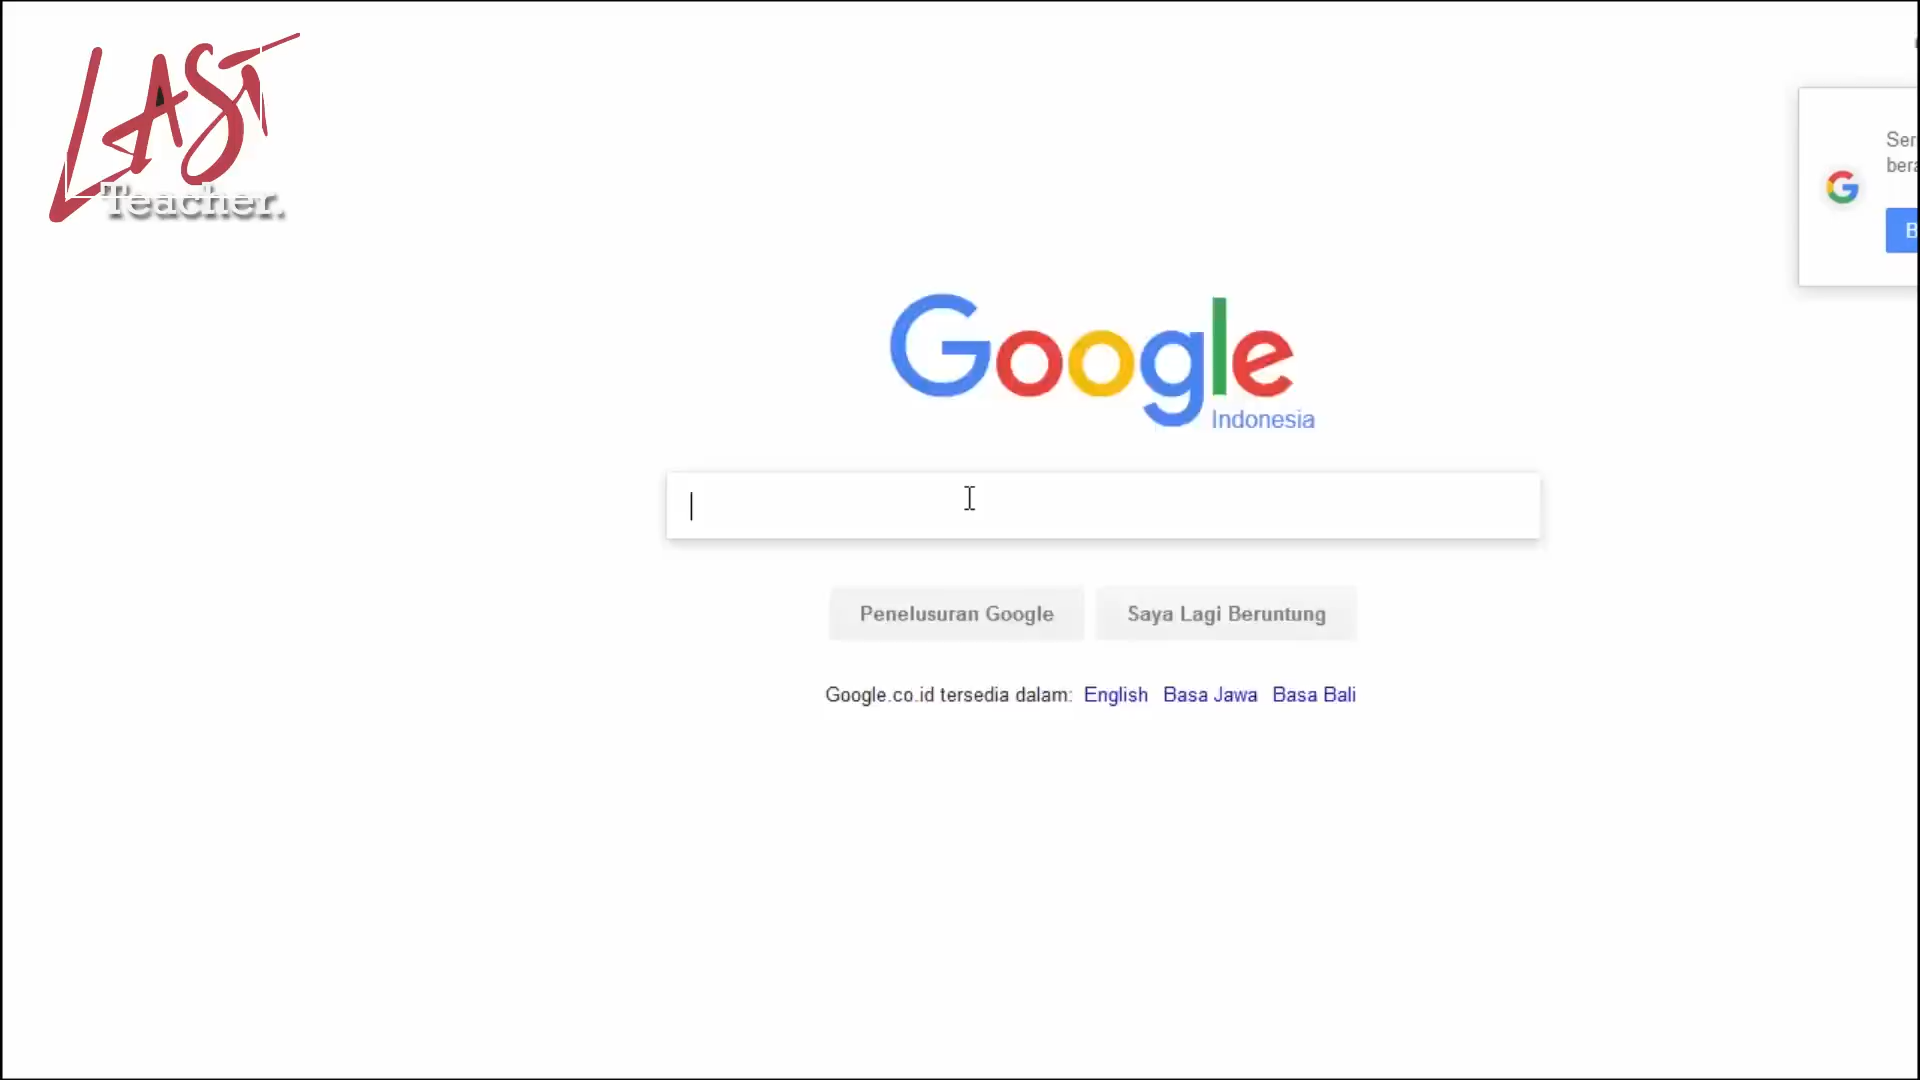 LAST
Teacher.
Google
Indonesia
Penelusuran Google
Saya Lagi Beruntung
Google.co.id tersedia dalam: English Basa Jawa Basa Bali